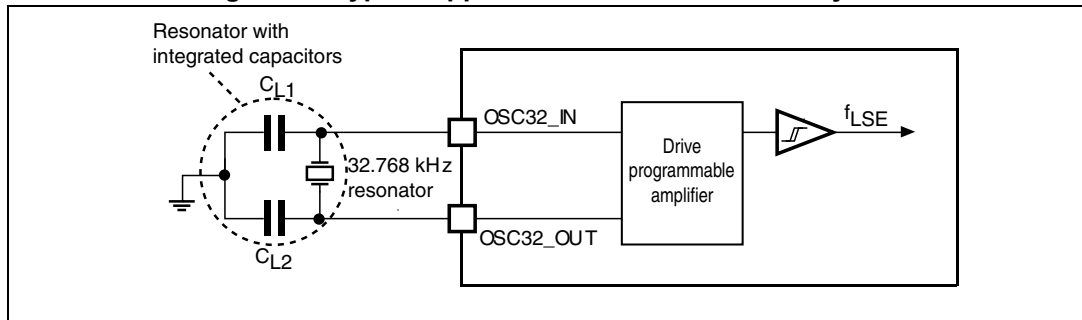 Resonator with
integrated capacitors
CL1
OSC32_IN
fLSE
Drive
programmable
amplifier
32.768 kHz
resonator
OSC32_OUT
CL2